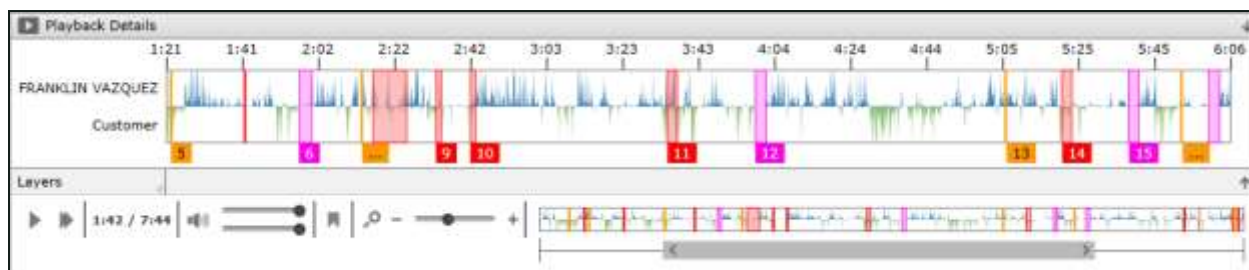 Playback Details
1:21 1:41 2:02 2:22 2:42 3:03 3:23 3:43 4:04 4:24 4:44 5:05 5:25 5:45 6:06
FRANKLIN VAZQUEZ
Customer
5 6 ... 9 10 11 12 13 14 15 ...
Layers
1:43 / 7:44